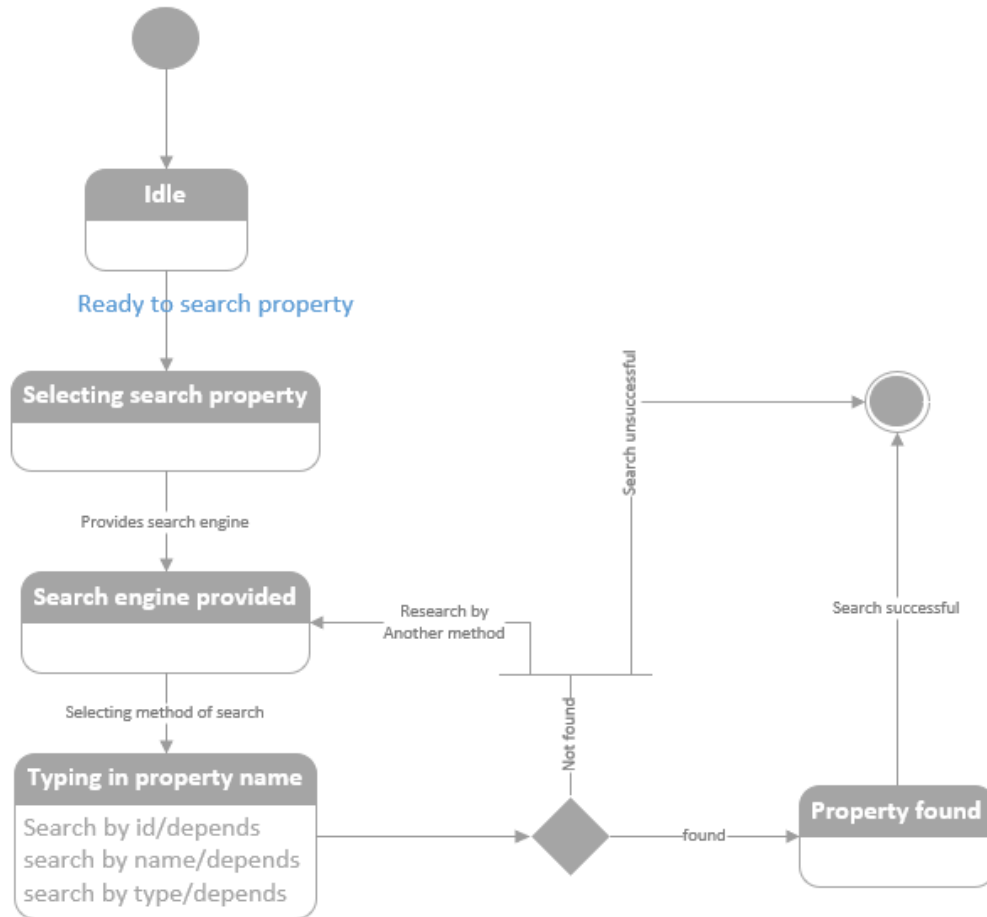 Idle
Ready to search property
Selecting search property
Provides search engine
Search engine provided
Selecting method of search
Typing in property name
Search by id/depends
search by name/depends
search by type/depends
Research by
Another method
Not found
Search unsuccessful
found
Property found
Search successful